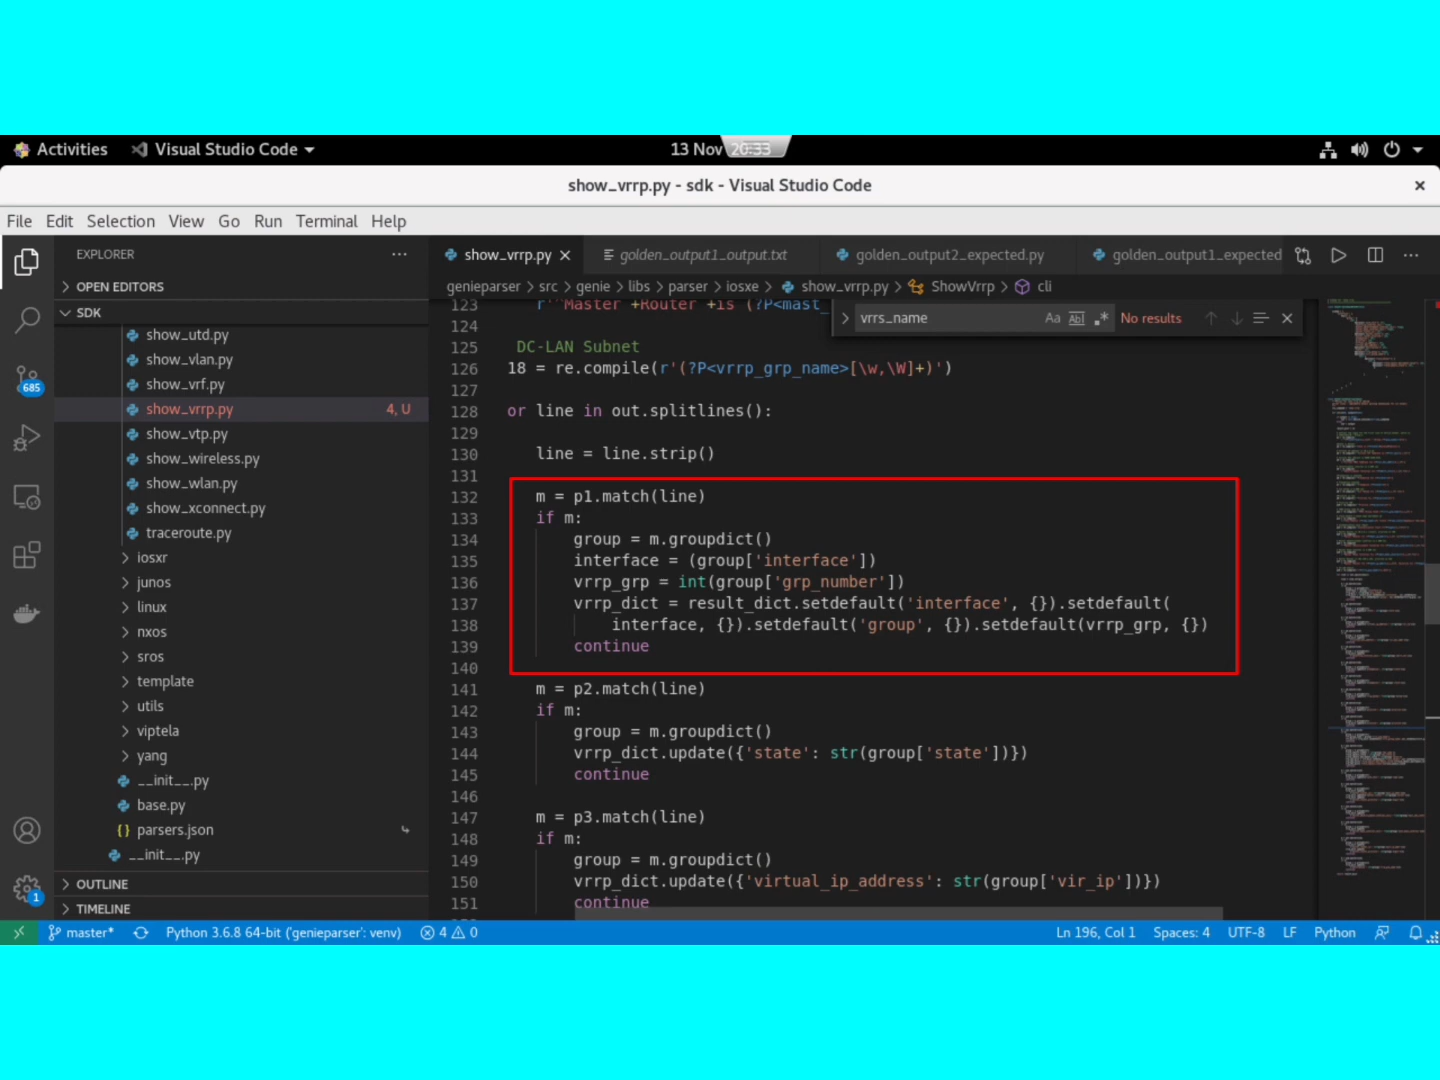 Activities Visual Studio Code 13 Nov 20:33
show_vrrp.py - sdk - Visual Studio Code
File Edit Selection View Go Run Terminal Help
EXPLORER
OPEN EDITORS
SDK
show_utd.py
show_vlan.py
show_vrf.py
show_vrrp.py 4, U
show_vtp.py
show_wireless.py
show_wlan.py
show_xconnect.py
traceroute.py
iosxr
junos
linux
nxos
sros
template
utils
viptela
yang
__init__.py
base.py
{} parsers.json
__init__.py
OUTLINE
TIMELINE
685
1
show_vrrp.py golden_output1_output.txt golden_output2_expected.py golden_output1_expected
genieparser > src > genie > libs > parser > iosxe > show_vrrp.py > ShowVrrp > cli
vrrs_name Aa Ab No results
123 r'^Master +Router +is (?P<mast_
124
125 DC-LAN Subnet
126 18 = re.compile(r'(?P<vrrp_grp_name>[\w,\W]+)')
127
128 or line in out.splitlines():
129
130 line = line.strip()
131
132 m = p1.match(line)
133 if m:
134 group = m.groupdict()
135 interface = (group['interface'])
136 vrrp_grp = int(group['grp_number'])
137 vrrp_dict = result_dict.setdefault('interface', {}).setdefault(
138 interface, {}).setdefault('group', {}).setdefault(vrrp_grp, {})
139 continue
140
141 m = p2.match(line)
142 if m:
143 group = m.groupdict()
144 vrrp_dict.update({'state': str(group['state'])})
145 continue
146
147 m = p3.match(line)
148 if m:
149 group = m.groupdict()
150 vrrp_dict.update({'virtual_ip_address': str(group['vir_ip'])})
151 continue
master* Python 3.6.8 64-bit ('genieparser': venv) 4 0 Ln 196, Col 1 Spaces: 4 UTF-8 LF Python